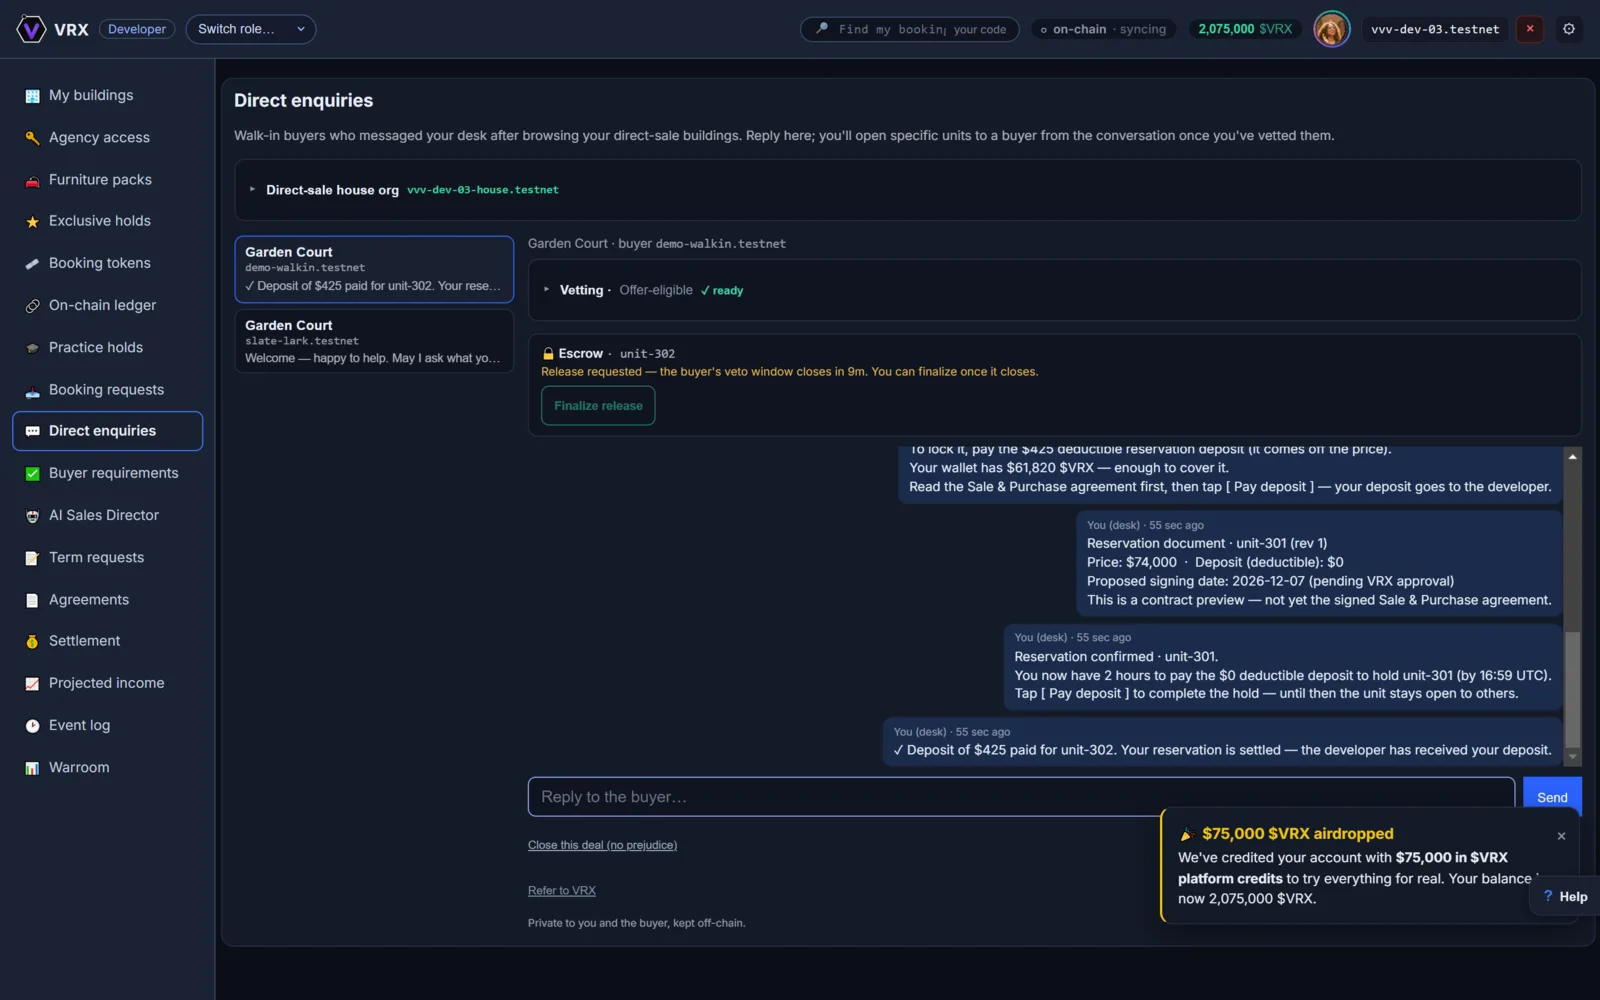 VRX
Developer
Switch role...
Find my booking your code
on-chain · syncing
2,075,000 $VRX
vvv-dev-03.testnet
My buildings
Agency access
Furniture packs
Exclusive holds
Booking tokens
On-chain ledger
Practice holds
Booking requests
Direct enquiries
Buyer requirements
AI Sales Director
Term requests
Agreements
Settlement
Projected income
Event log
Warroom
Direct enquiries
Walk-in buyers who messaged your desk after browsing your direct-sale buildings. Reply here; you'll open specific units to a buyer from the conversation once you've vetted them.
Direct-sale house org vvv-dev-03-house.testnet
Garden Court
demo-walkin.testnet
✓ Deposit of $425 paid for unit-302. Your rese...
Garden Court
slate-lark.testnet
Welcome — happy to help. May I ask what yo...
Garden Court · buyer demo-walkin.testnet
Vetting · Offer-eligible ✓ ready
Escrow · unit-302
Release requested — the buyer's veto window closes in 9m. You can finalize once it closes.
Finalize release
To lock it, pay the $425 deductible reservation deposit (it comes off the price).
Your wallet has $61,820 $VRX — enough to cover it.
Read the Sale & Purchase agreement first, then tap [ Pay deposit ] — your deposit goes to the developer.
You (desk) · 55 sec ago
Reservation document · unit-301 (rev 1)
Price: $74,000 · Deposit (deductible): $0
Proposed signing date: 2026-12-07 (pending VRX approval)
This is a contract preview — not yet the signed Sale & Purchase agreement.
You (desk) · 55 sec ago
Reservation confirmed · unit-301.
You now have 2 hours to pay the $0 deductible deposit to hold unit-301 (by 16:59 UTC).
Tap [ Pay deposit ] to complete the hold — until then the unit stays open to others.
You (desk) · 55 sec ago
✓ Deposit of $425 paid for unit-302. Your reservation is settled — the developer has received your deposit.
Reply to the buyer...
Send
Close this deal (no prejudice)
Refer to VRX
Private to you and the buyer, kept off-chain.
$75,000 $VRX airdropped
We've credited your account with $75,000 in $VRX
platform credits to try everything for real. Your balance
now 2,075,000 $VRX.
? Help